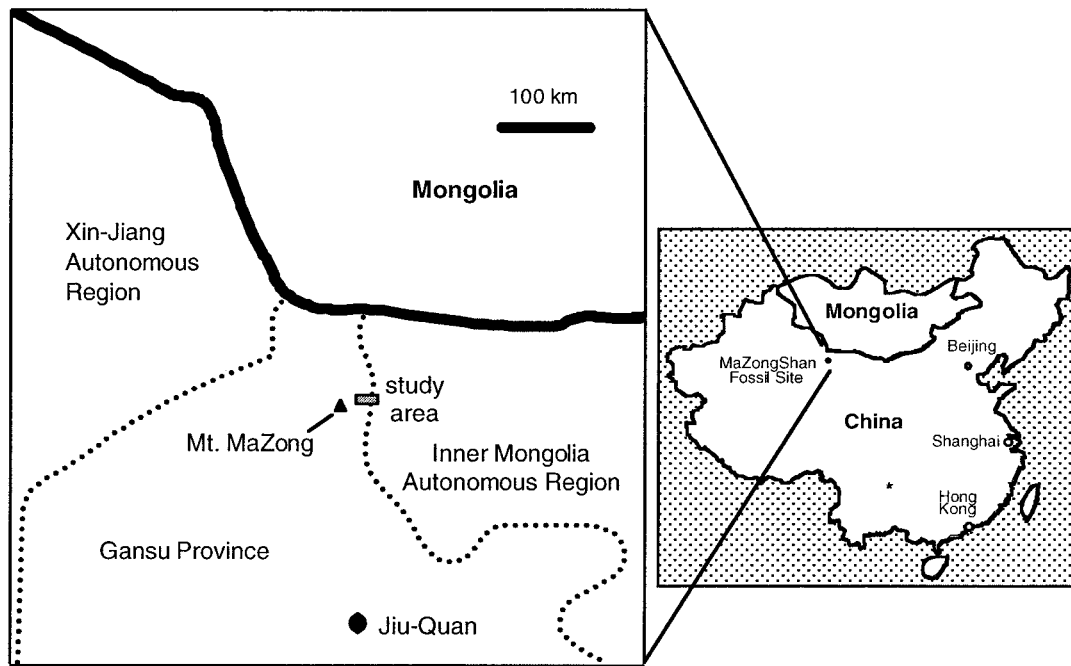 100 km
Mongolia
Xin-Jiang
Autonomous
Region
study
area
Mt. MaZong
Inner Mongolia
Autonomous Region
Gansu Province
Jiu-Quan
Mongolia
Beijing
MaZongShan
Fossil Site
China
Shanghai
Hong
Kong